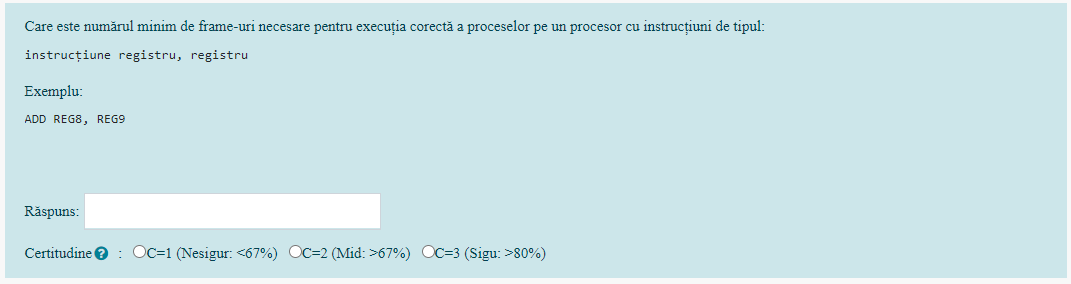 Care este numărul minim de frame-uri necesare pentru execuția corectă a proceselor pe un procesor cu instrucțiuni de tipul:
instrucțiune registru, registru
Exemplu:
ADD REG8, REG9
Răspuns:
Certitudine ? : C=1 (Nesigur: <67%) C=2 (Mid: >67%) C=3 (Sigu: >80%)